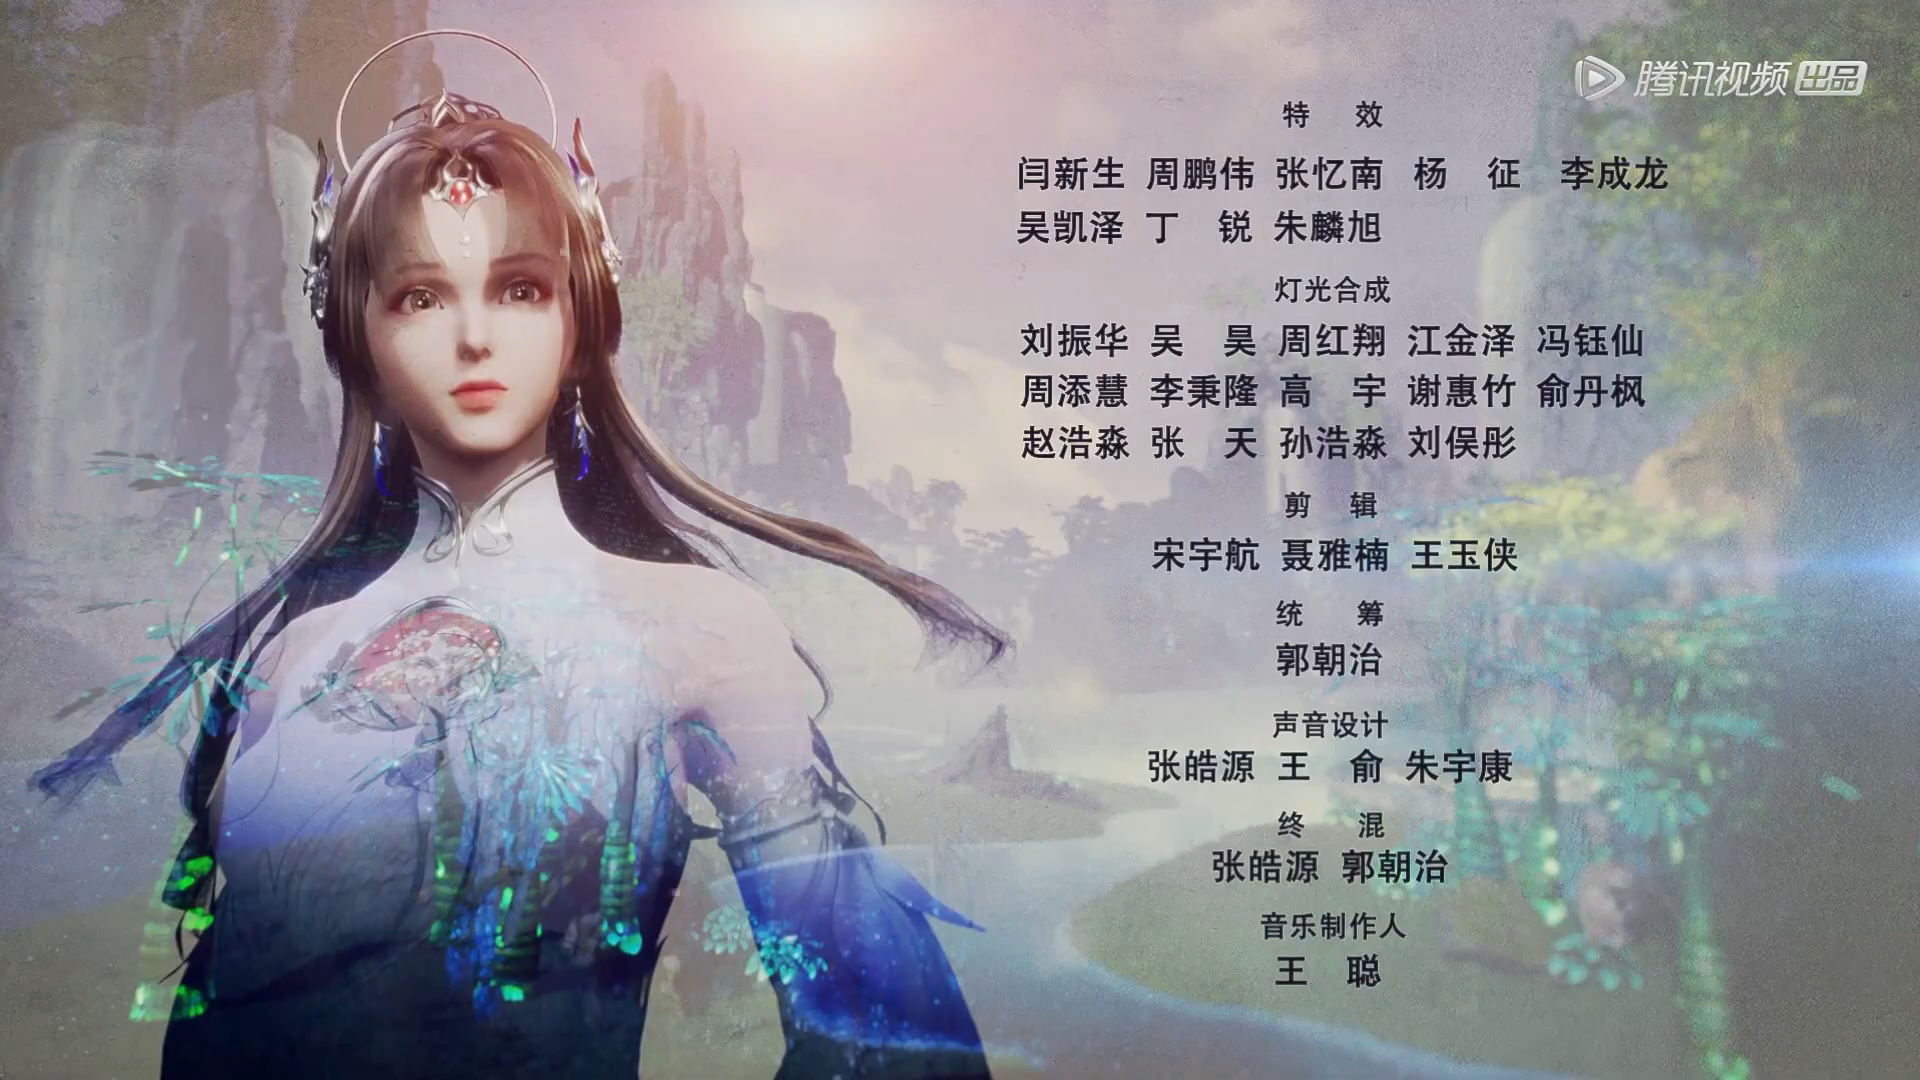 腾讯视频 出品
特 效
闫新生 周鹏伟 张忆南 杨 征 李成龙
吴凯泽 丁 锐 朱麟旭
灯光合成
刘振华 吴 昊 周红翔 江金泽 冯钰仙
周添慧 李秉隆 高 宇 谢惠竹 俞丹枫
赵浩淼 张 天 孙浩淼 刘俣彤
剪 辑
宋宇航 聂雅楠 王玉侠
统 筹
郭朝治
声音设计
张皓源 王 俞 朱宇康
终 混
张皓源 郭朝治
音乐制作人
王 聪